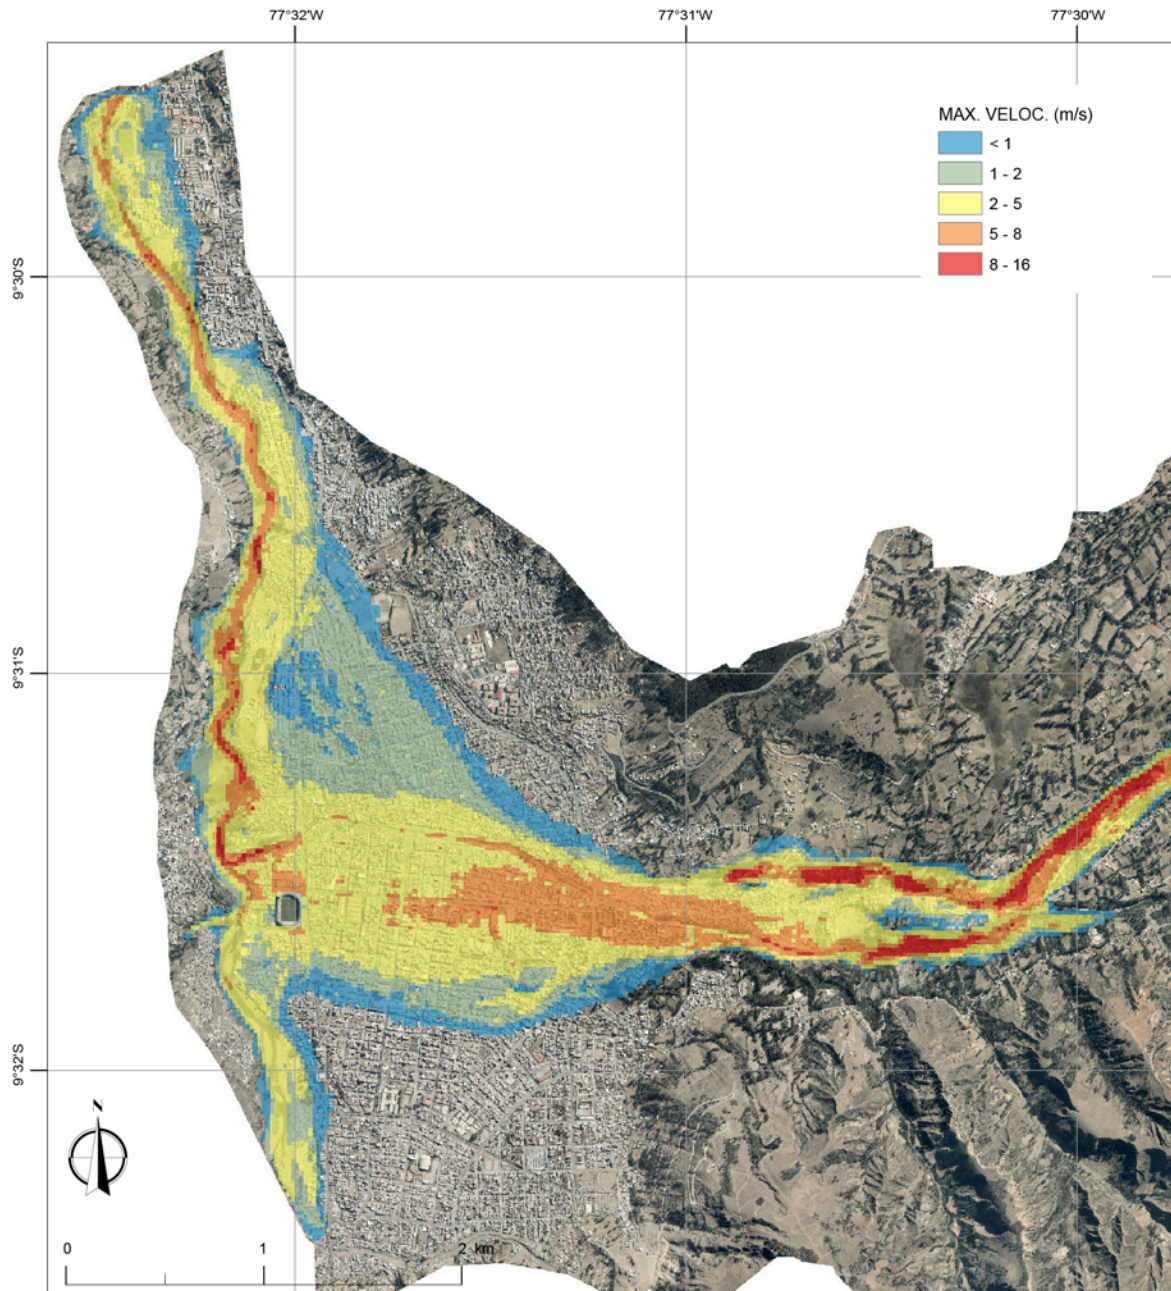 77°32'W
77°31'W
77°30'W
MAX. VELOC. (m/s)
< 1
1 - 2
2 - 5
5 - 8
8 - 16
9°30'S
9°31'S
9°32'S
N
0
1
2 km